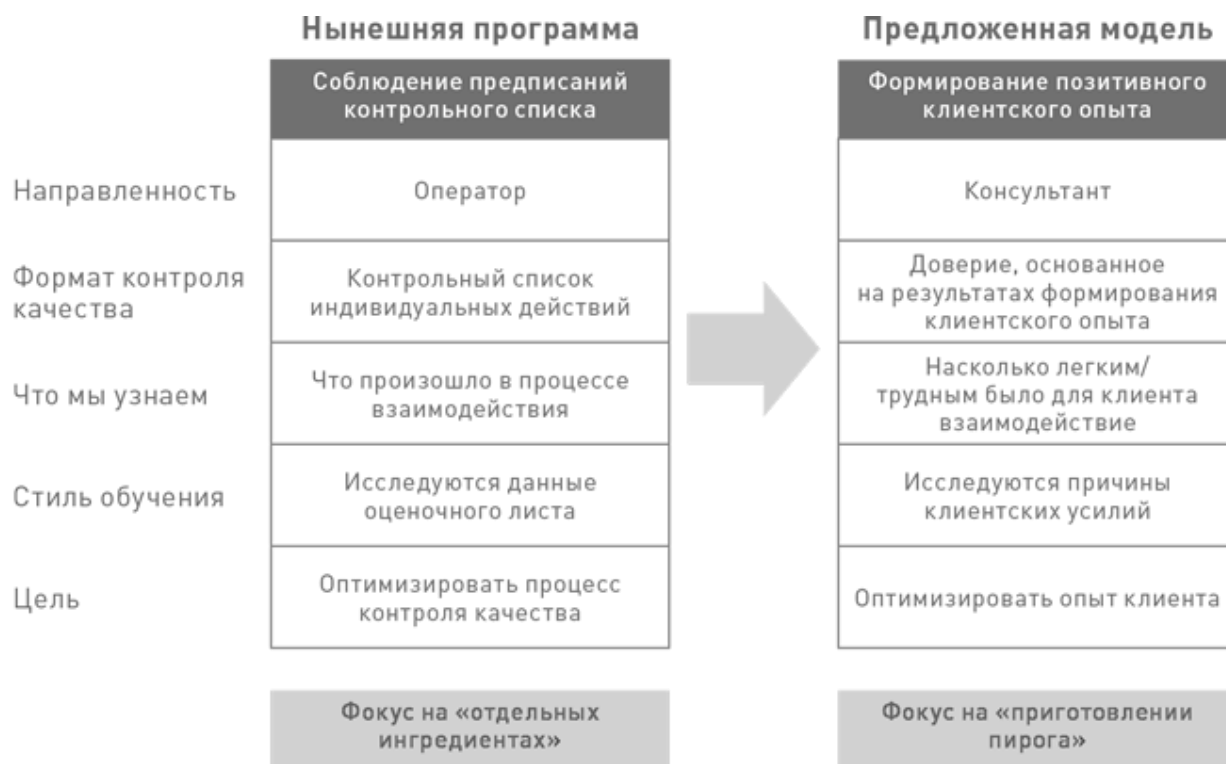 Нынешняя программа
Предложенная модель
Соблюдение предписаний
контрольного списка
Формирование позитивного
клиентского опыта
Направленность
Оператор
Консультант
Формат контроля
качества
Контрольный список
индивидуальных действий
Доверие, основанное
на результатах формирования
клиентского опыта
Что мы узнаем
Что произошло в процессе
взаимодействия
Насколько легким/
трудным было для клиента
взаимодействие
Стиль обучения
Исследуются данные
оценочного листа
Исследуются причины
клиентских усилий
Цель
Оптимизировать процесс
контроля качества
Оптимизировать опыт клиента
Фокус на «отдельных
ингредиентах»
Фокус на «приготовлении
пирога»